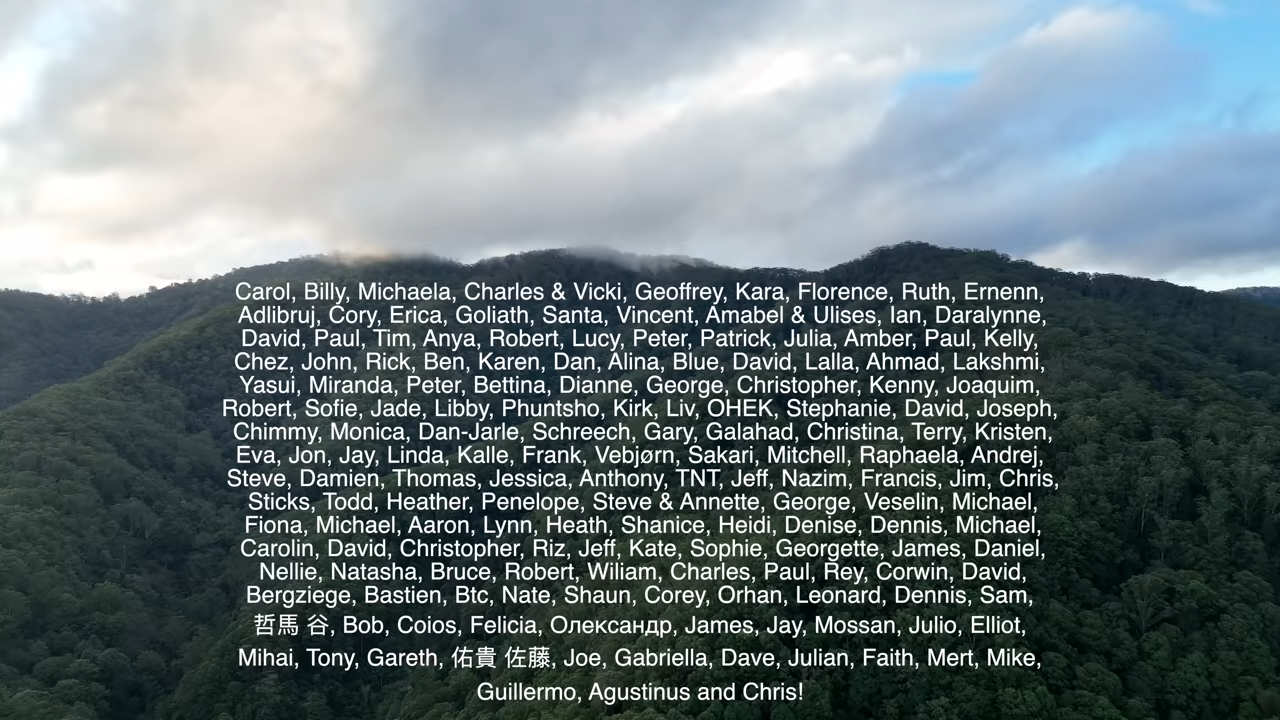 Carol, Billy, Michaela, Charles & Vicki, Geoffrey, Kara, Florence, Ruth, Ernenn,
Adlibruj, Cory, Erica, Goliath, Santa, Vincent, Amabel & Ulises, Ian, Daralynne,
David, Paul, Tim, Anya, Robert, Lucy, Peter, Patrick, Julia, Amber, Paul, Kelly,
Chez, John, Rick, Ben, Karen, Dan, Alina, Blue, David, Lalla, Ahmad, Lakshmi,
Yasui, Miranda, Peter, Bettina, Dianne, George, Christopher, Kenny, Joaquim,
Robert, Sofie, Jade, Libby, Phuntsho, Kirk, Liv, OHEK, Stephanie, David, Joseph,
Chimmy, Monica, Dan-Jarle, Schreech, Gary, Galahad, Christina, Terry, Kristen,
Eva, Jon, Jay, Linda, Kalle, Frank, Vebjørn, Sakari, Mitchell, Raphaela, Andrej,
Steve, Damien, Thomas, Jessica, Anthony, TNT, Jeff, Nazim, Francis, Jim, Chris,
Sticks, Todd, Heather, Penelope, Steve & Annette, George, Veselin, Michael,
Fiona, Michael, Aaron, Lynn, Heath, Shanice, Heidi, Denise, Dennis, Michael,
Carolin, David, Christopher, Riz, Jeff, Kate, Sophie, Georgette, James, Daniel,
Nellie, Natasha, Bruce, Robert, Wiliam, Charles, Paul, Rey, Corwin, David,
Bergziege, Bastien, Btc, Nate, Shaun, Corey, Orhan, Leonard, Dennis, Sam,
哲馬 谷, Bob, Coios, Felicia, Олександр, James, Jay, Mossan, Julio, Elliot,
Mihai, Tony, Gareth, 佑貴 佐藤, Joe, Gabriella, Dave, Julian, Faith, Mert, Mike,
Guillermo, Agustinus and Chris!